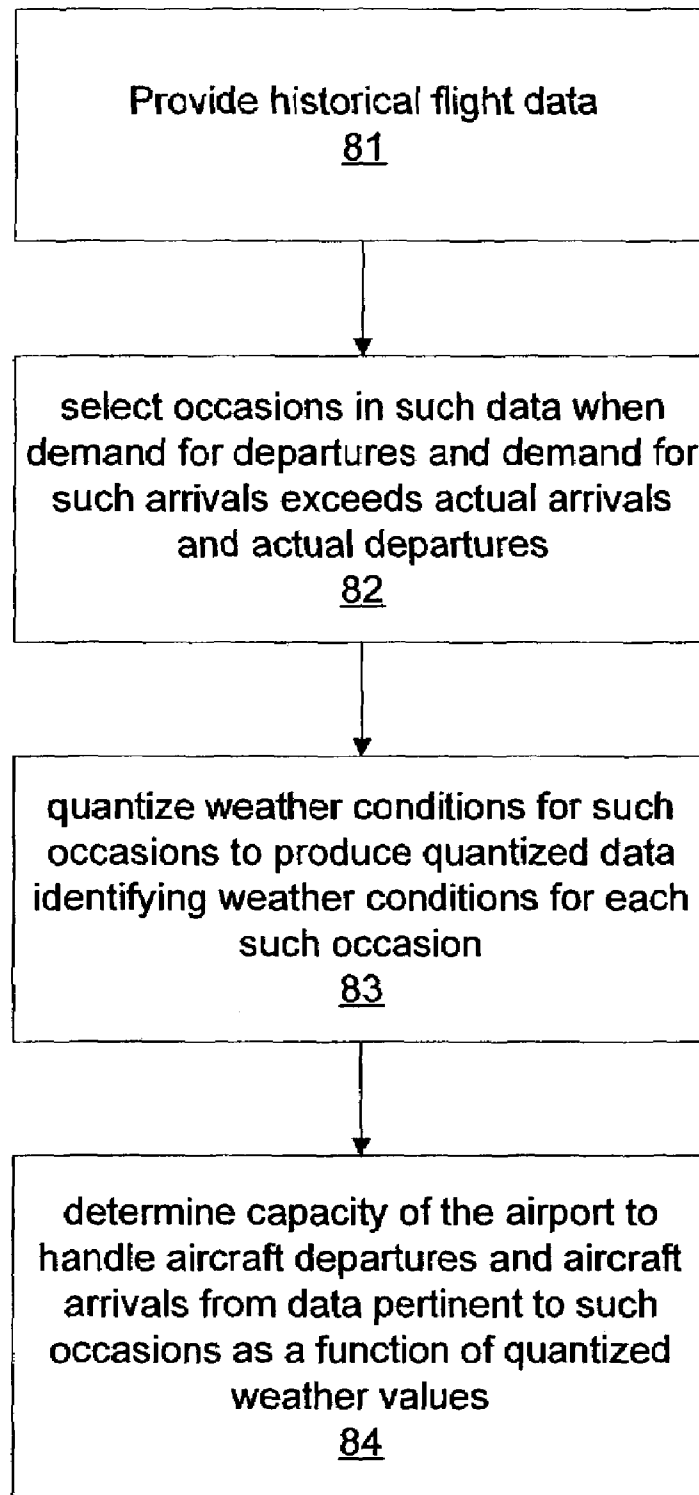 Provide historical flight data
81
select occasions in such data when
demand for departures and demand for
such arrivals exceeds actual arrivals
and actual departures
82
quantize weather conditions for such
occasions to produce quantized data
identifying weather conditions for each
such occasion
83
determine capacity of the airport to
handle aircraft departures and aircraft
arrivals from data pertinent to such
occasions as a function of quantized
weather values
84